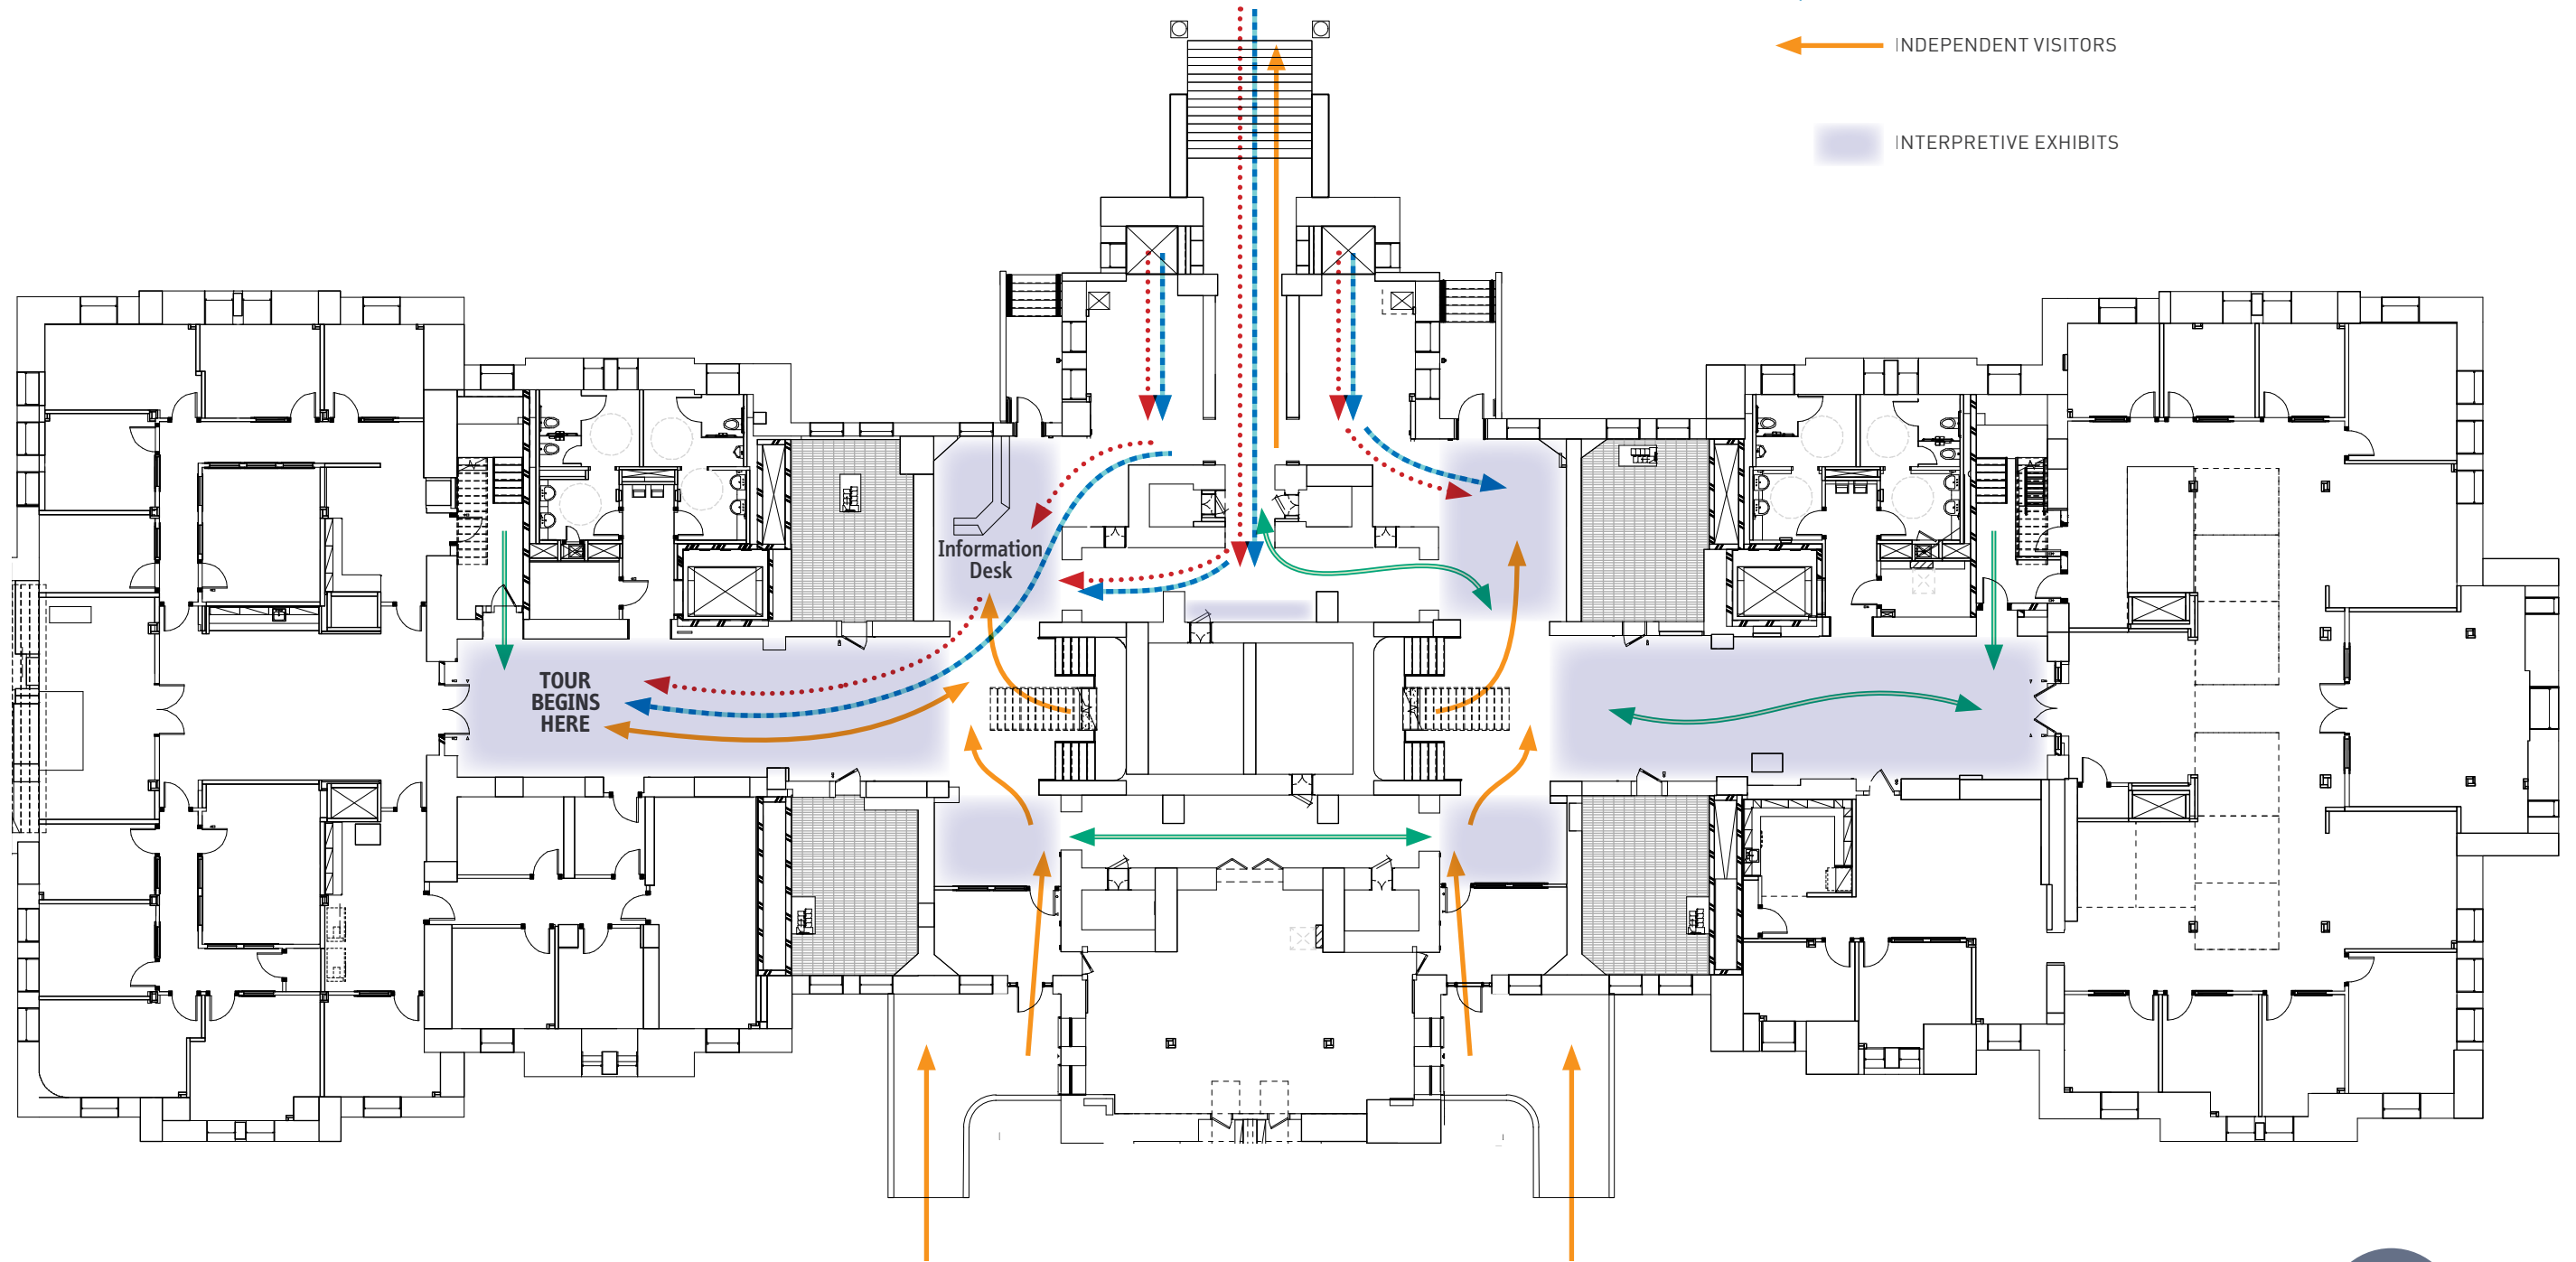 INDEPENDENT VISITORS
INTERPRETIVE EXHIBITS
Information
Desk
TOUR
BEGINS
HERE